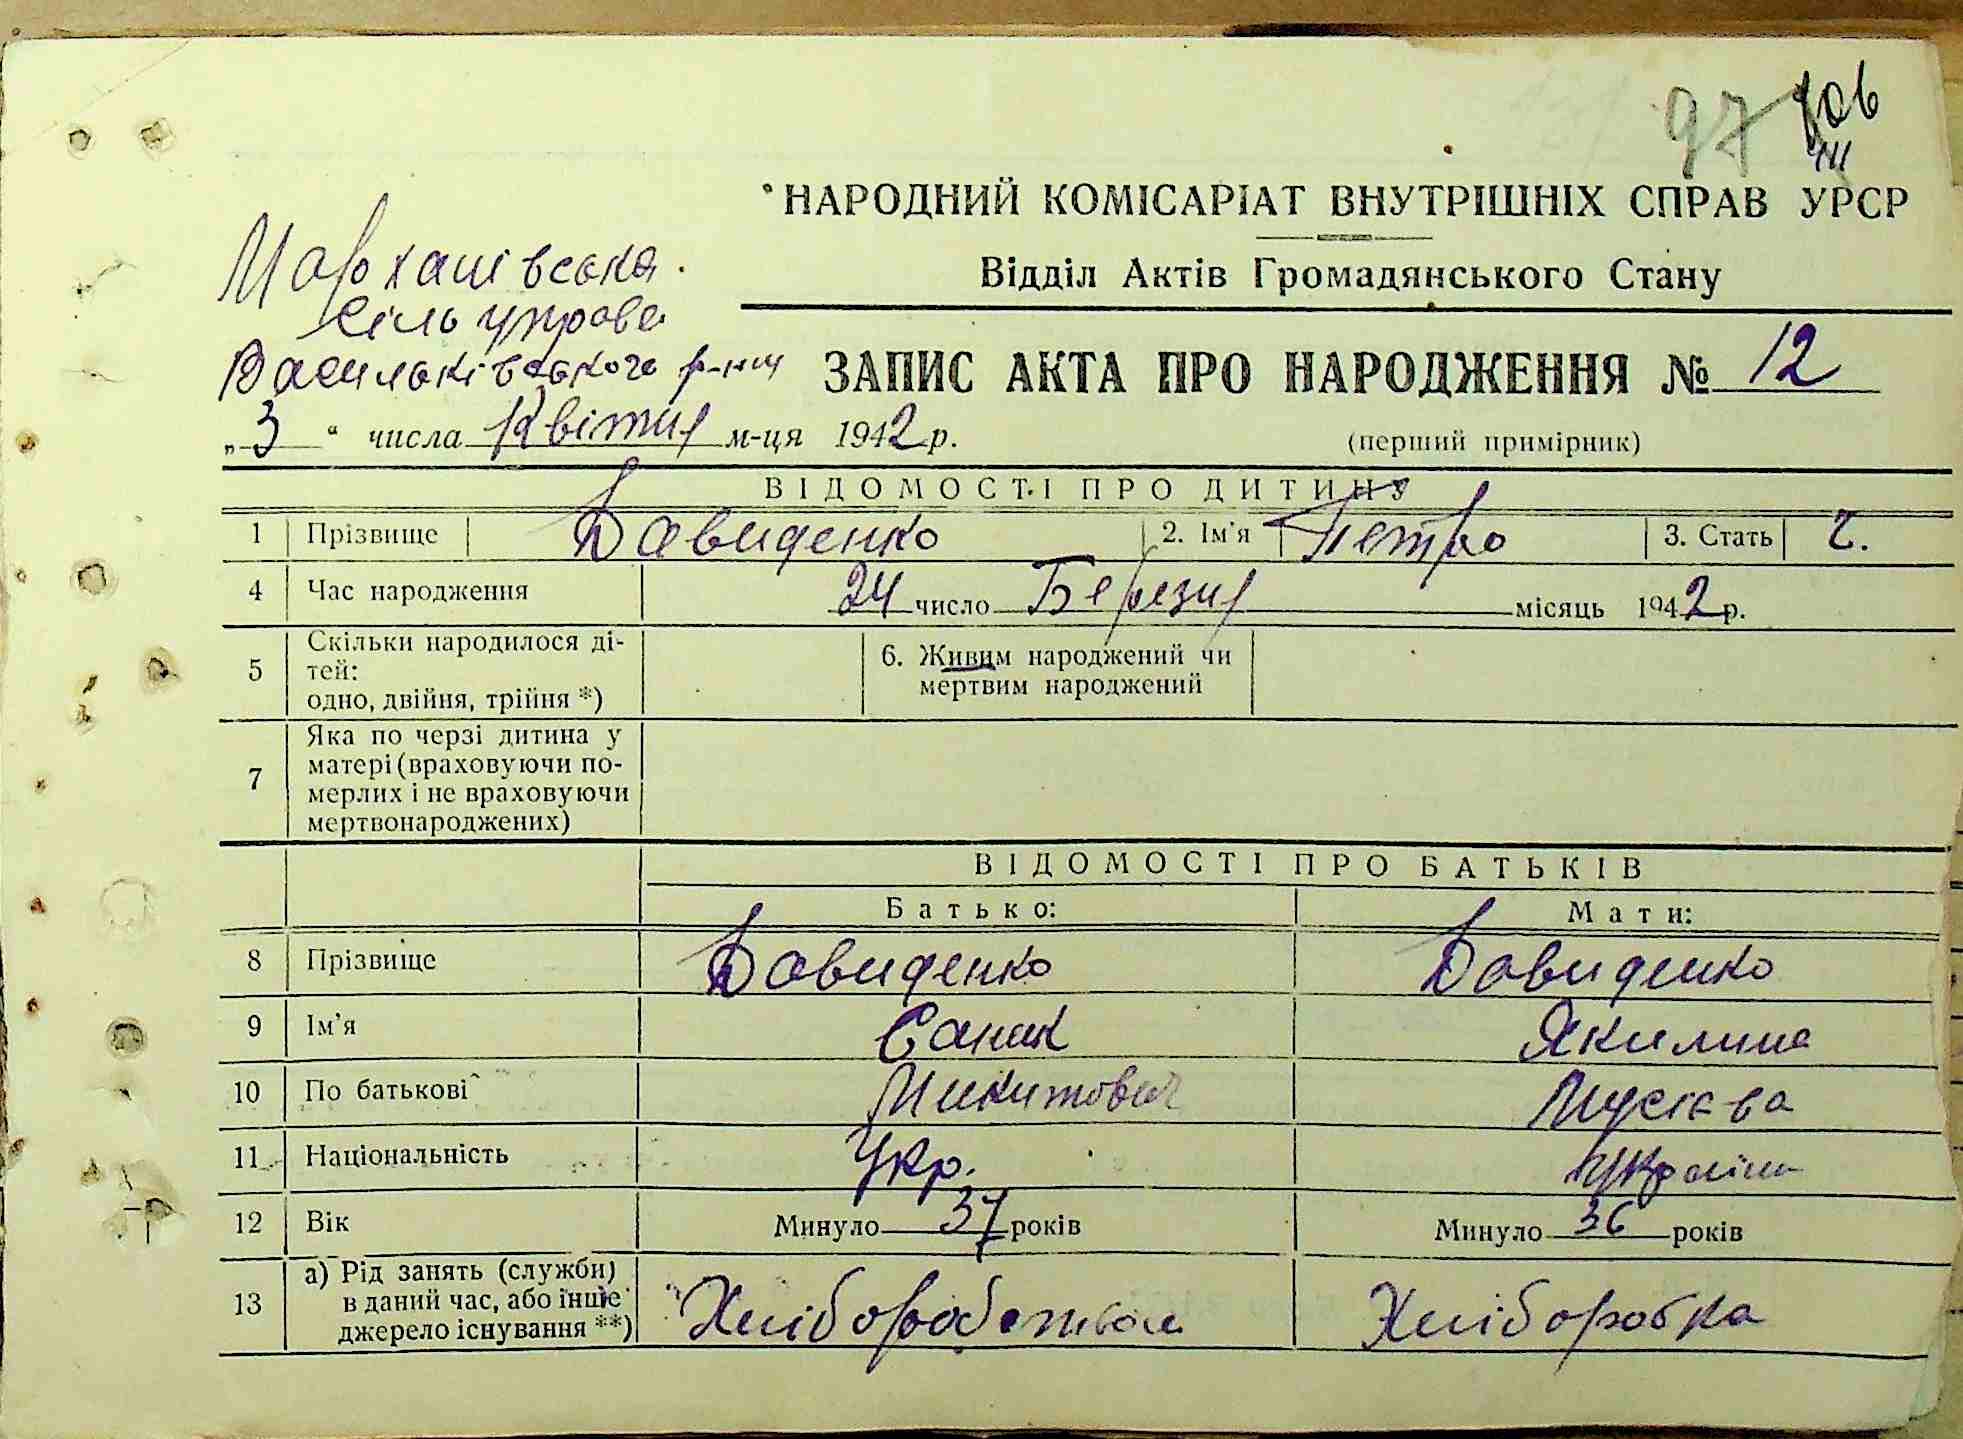 97 106
НАРОДНИЙ КОМІСАРІАТ ВНУТРІШНІХ СПРАВ УРСР
Відділ Актів Громадянського Стану
Мархалівська
Сільуправа
Васильківського р-ну
ЗАПИС АКТА ПРО НАРОДЖЕННЯ № 12
„3“ числа Квітня м-ця 1942 р. (перший примірник)
ВІДОМОСТІ ПРО ДИТИНУ
1 Прізвище Давиденко 2. Ім'я Петро 3. Стать ч.
4 Час народження 24 число Березня місяць 1942 р.
5 Скільки народилося ді-
тей:
одно, двійня, трійня *)
6. Живим народжений чи
мертвим народжений
7 Яка по черзі дитина у
матері (враховуючи по-
мерлих і не враховуючи
мертвонароджених)
ВІДОМОСТІ ПРО БАТЬКІВ
Батько: Мати:
8 Прізвище Давиденко Давиденко
9 Ім'я Якилина
10 По батькові Микитович Мусієва
11 Національність Укр. Україн
12 Вік Минуло 37 років Минуло 36 років
13 а) Рід занять (служби)
в даний час, або інше
джерело існування **)
Хліборобство Хліборобка